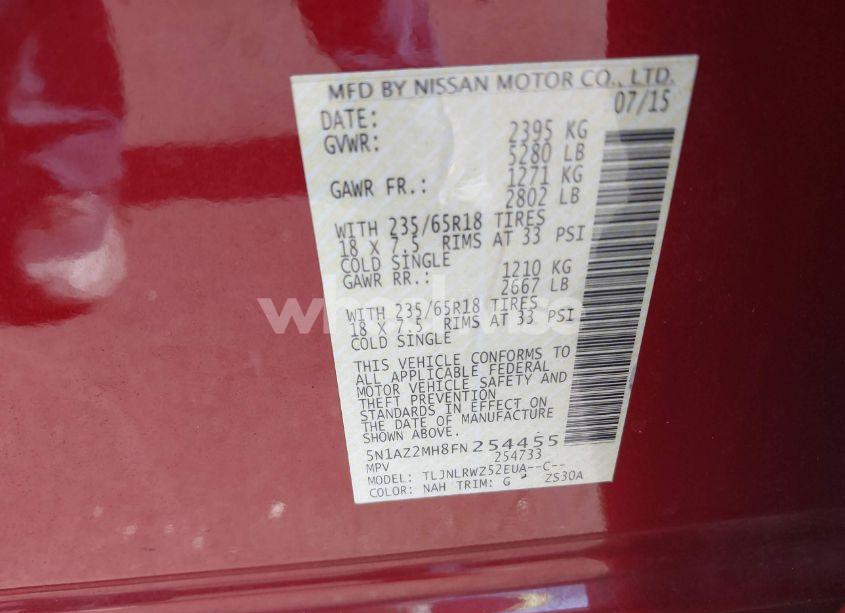 MFD BY NISSAN MOTOR CO., LTD.
DATE: 07/15
GVWR: 2395 KG
5280 LB
GAWR FR.: 1271 KG
2802 LB
WITH 235/65R18 TIRES
18 X 7.5 RIMS AT 33 PSI
COLD SINGLE
GAWR RR.: 1210 KG
2667 LB
WITH 235/65R18 TIRES
18 X 7.5 RIMS AT 33 PSI
COLD SINGLE
THIS VEHICLE CONFORMS TO
ALL APPLICABLE FEDERAL
MOTOR VEHICLE SAFETY AND
THEFT PREVENTION
STANDARDS IN EFFECT ON
THE DATE OF MANUFACTURE
SHOWN ABOVE.
5N1AZ2MH8FN254455
MPV 254733
MODEL: TLJNLRWZ52EUA--C--
COLOR: NAH TRIM: G ZS30A